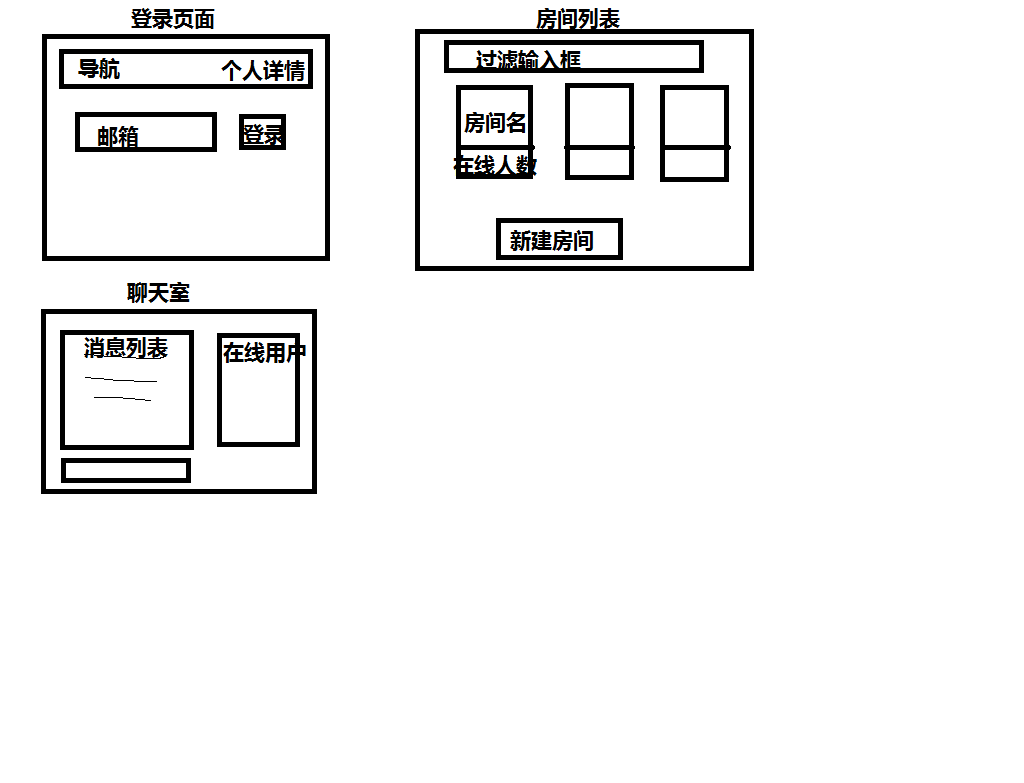 登录页面
导航 个人详情
邮箱 登录
房间列表
过滤输入框
房间名
在线人数
新建房间
聊天室
消息列表
在线用户